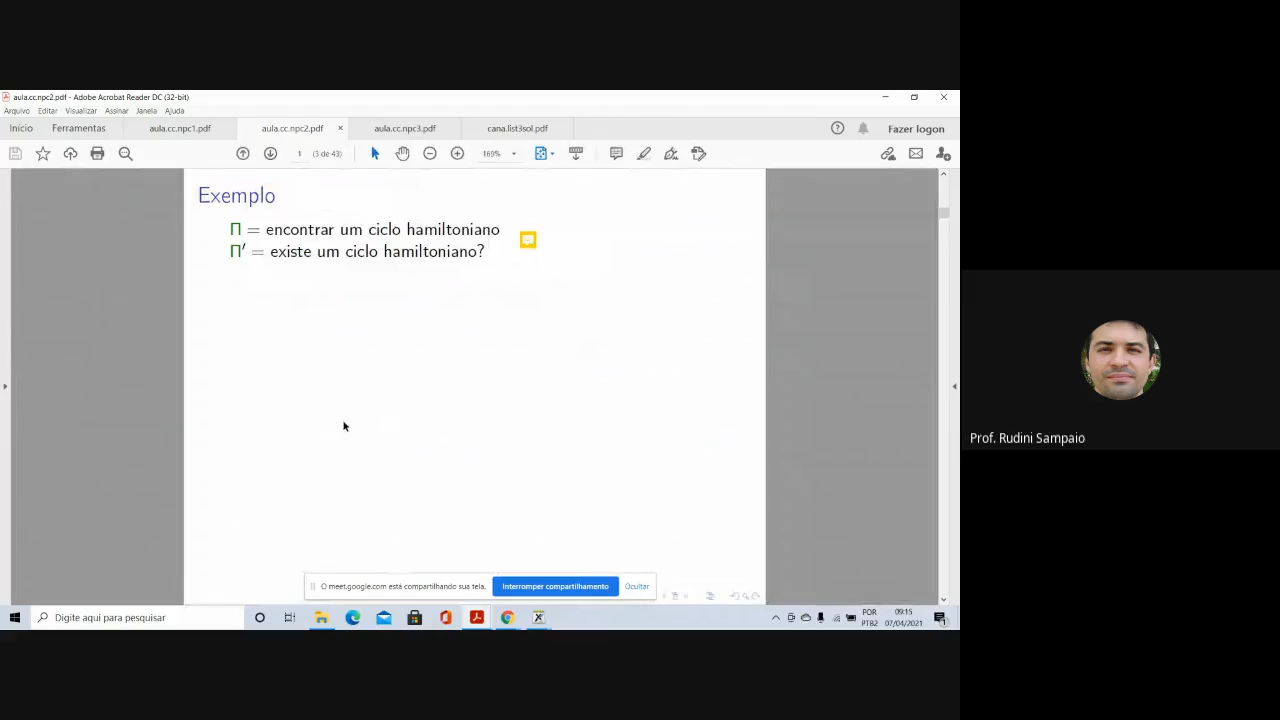 aula.cc.npc2.pdf - Adobe Acrobat Reader DC (32-bit)
Arquivo Editar Visualizar Assinar Janela Ajuda
Início Ferramentas aula.cc.npc1.pdf aula.cc.npc2.pdf × aula.cc.npc3.pdf cana.list3sol.pdf Fazer logon
1 (3 de 43) 169%
Exemplo
Π = encontrar um ciclo hamiltoniano
Π′ = existe um ciclo hamiltoniano?
Prof. Rudini Sampaio
O meet.google.com está compartilhando sua tela. Interromper compartilhamento Ocultar
Digite aqui para pesquisar
POR 09:15
PTB2 07/04/2021